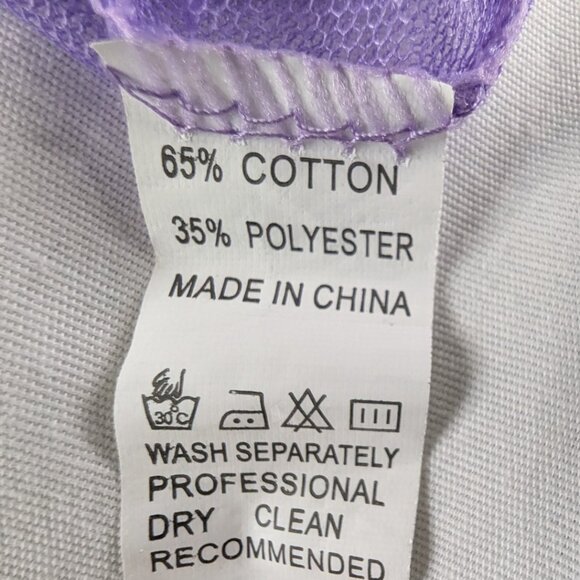 65% COTTON
35% POLYESTER
MADE IN CHINA
30°C
WASH SEPARATELY
PROFESSIONAL
DRY CLEAN
RECOMMENDED